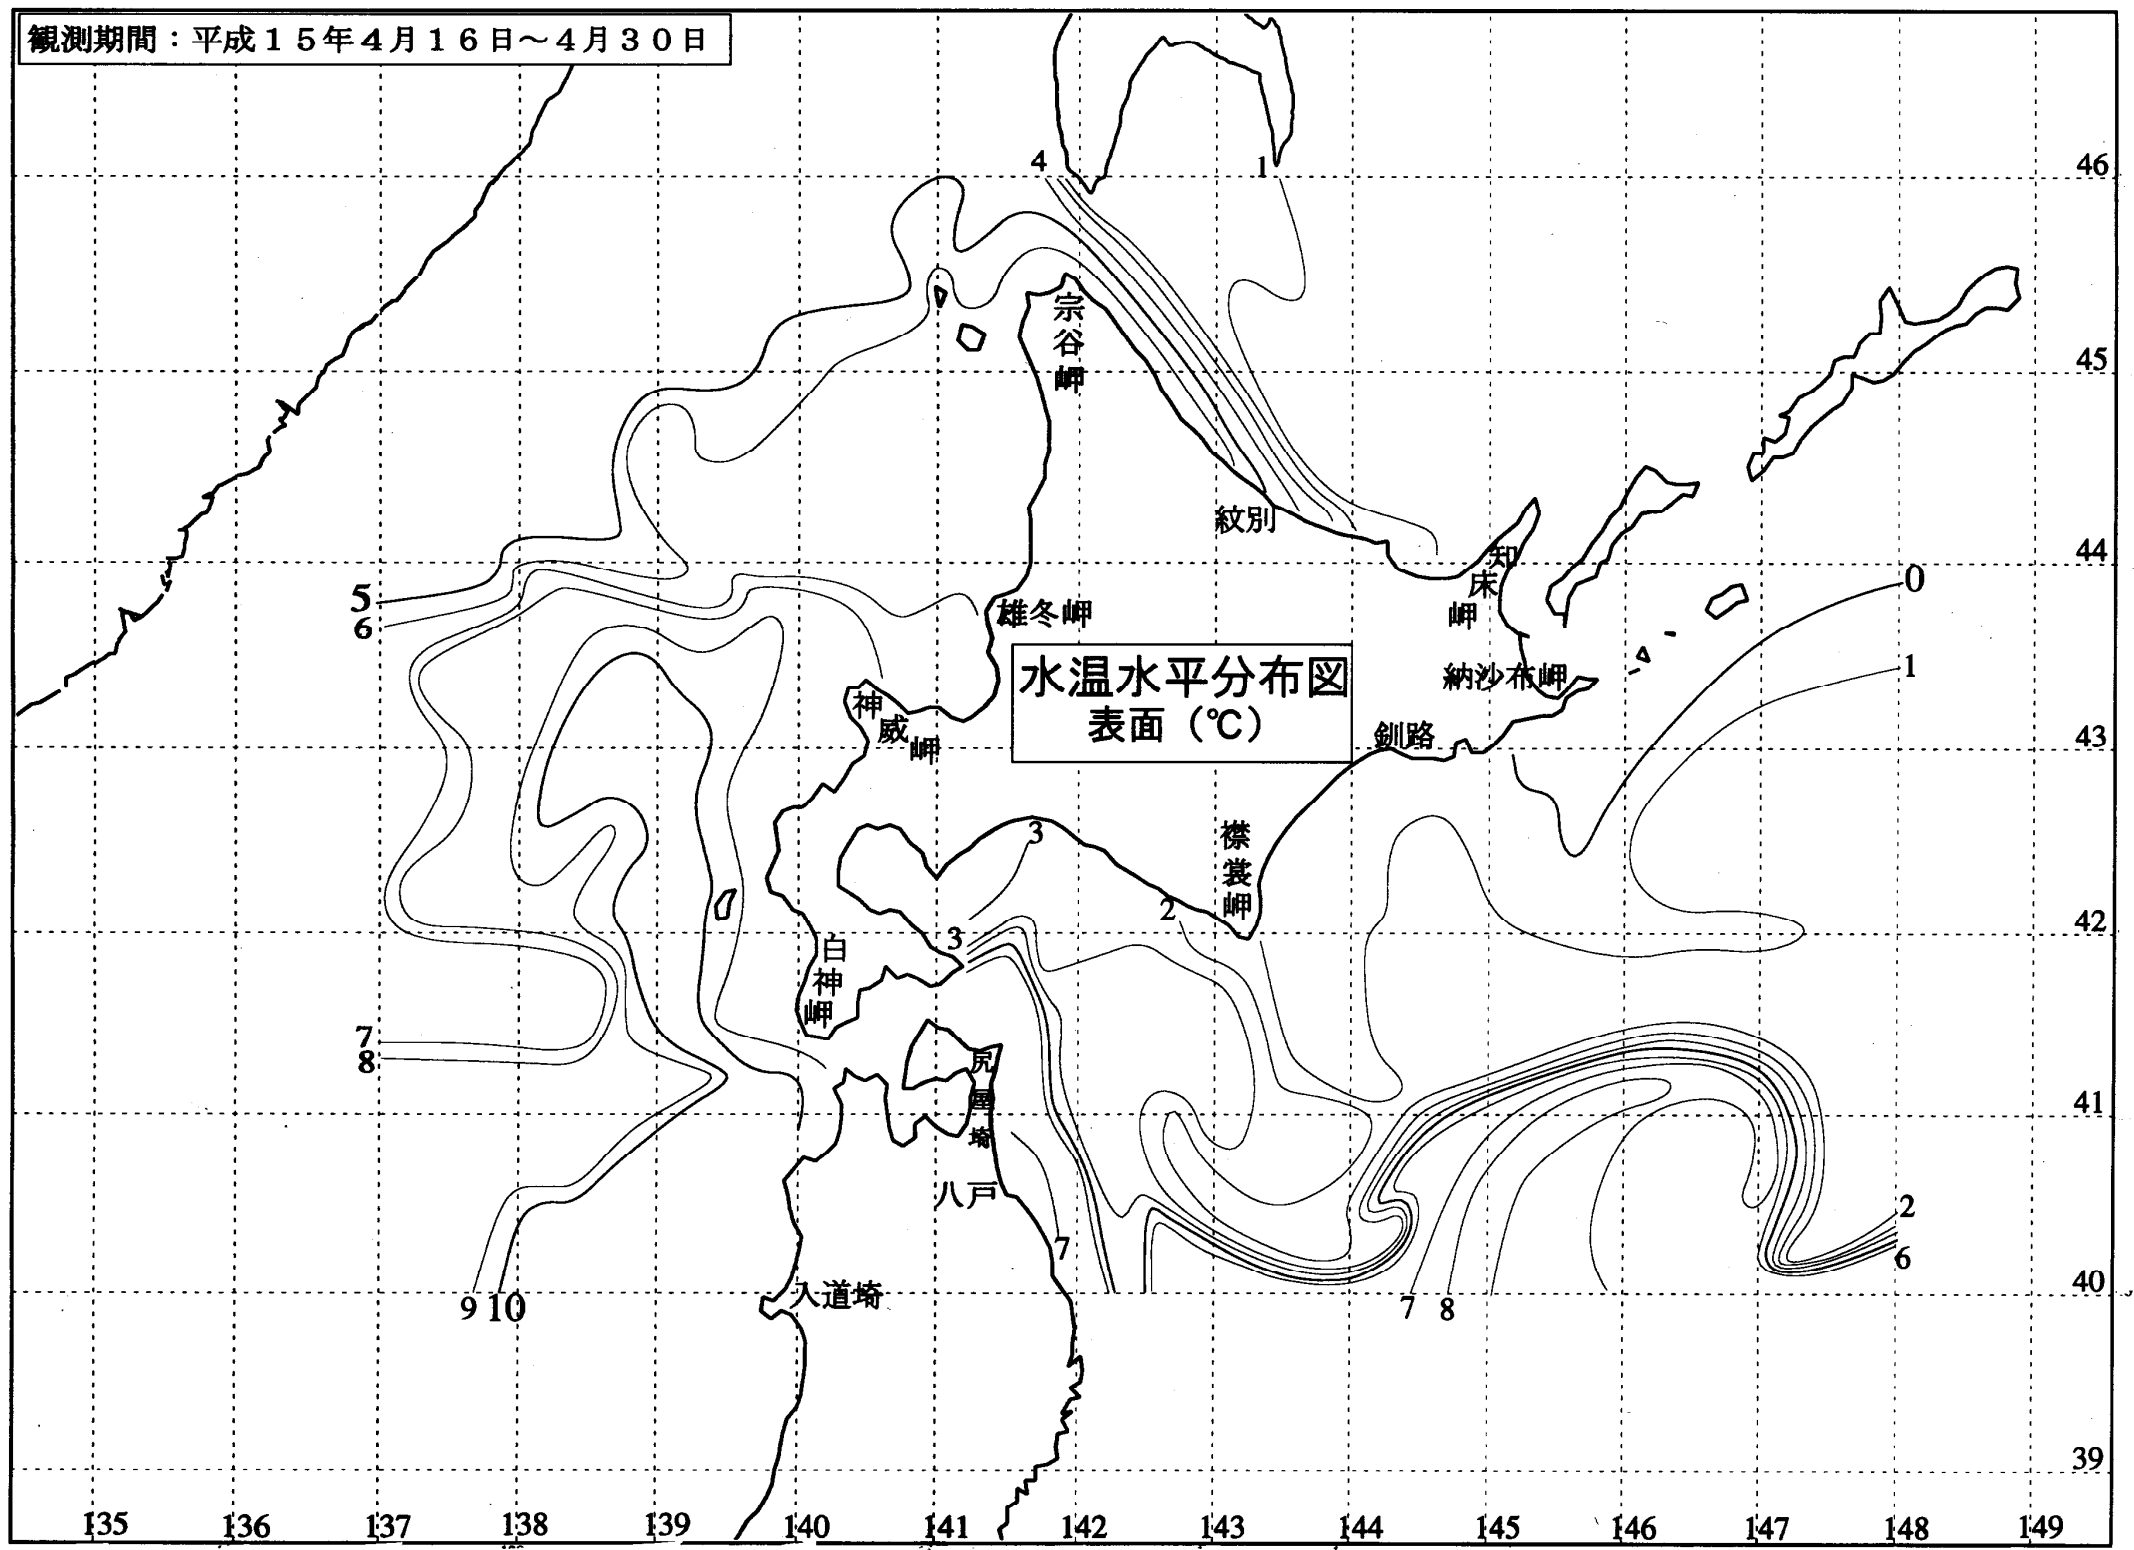 観測期間：平成１５年４月１６日～４月３０日
4
1
46
宗谷岬
45
紋別
44
知床岬
0
5
6
雄冬岬
水温水平分布図
表面（℃）
1
納沙布岬
神威岬
釧路
43
3
襟裳岬
2
42
3
白神岬
7
8
尻屋埼
41
八戸
7
2
6
入道埼
40
9
10
7
8
39
135
136
137
138
139
140
141
142
143
144
145
146
147
148
149